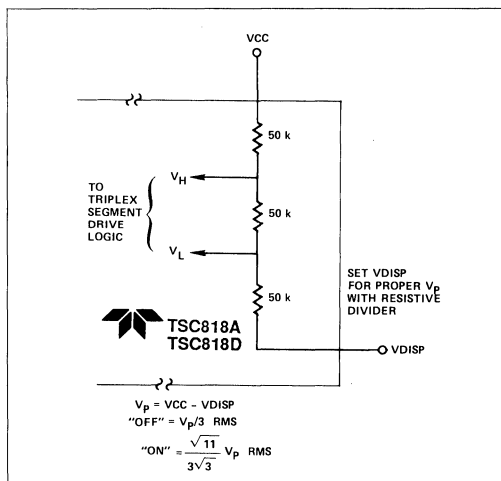 VCC
50 k
VH
TO
TRIPLEX
SEGMENT
DRIVE
LOGIC
50 k
VL
50 k
SET VDISP
FOR PROPER VP
WITH RESISTIVE
DIVIDER
TSC818A
TSC818D
VDISP
VP = VCC – VDISP
"OFF" = VP/3 RMS
"ON" = √11/3√3 VP RMS